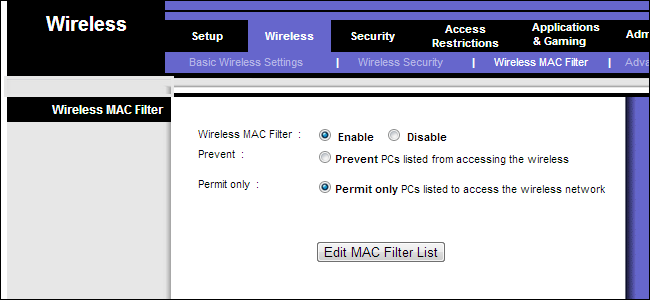 Wireless
Setup
Wireless
Security
Access
Restrictions
Applications
& Gaming
Adm
Basic Wireless Settings | Wireless Security | Wireless MAC Filter | Adva
Wireless MAC Filter
Wireless MAC Filter : Enable Disable
Prevent : Prevent PCs listed from accessing the wireless
Permit only : Permit only PCs listed to access the wireless network
Edit MAC Filter List